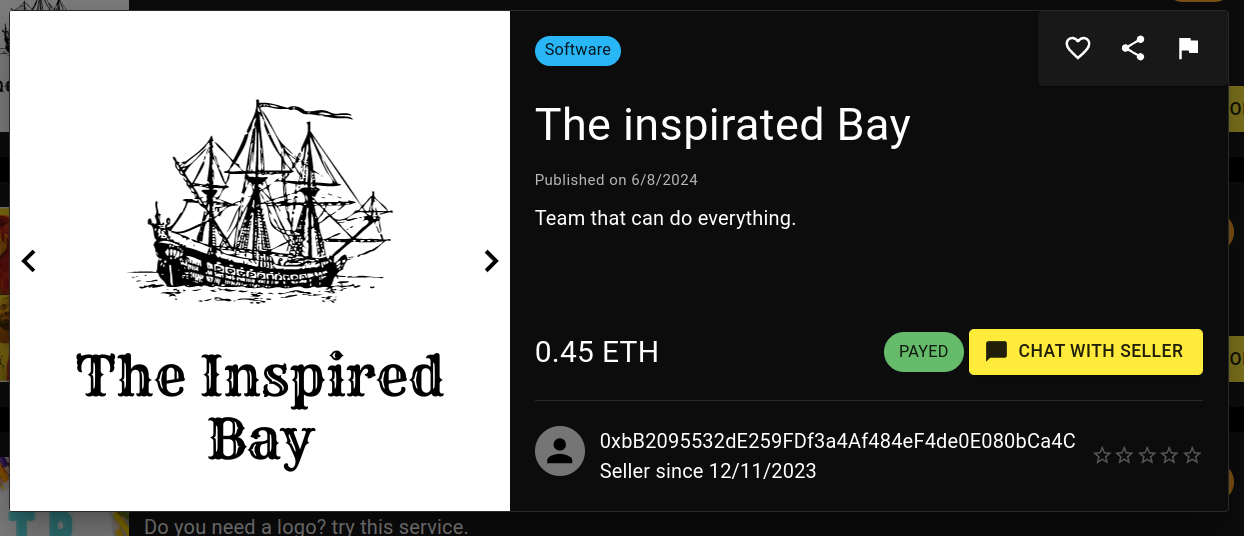 The Inspired
Bay
Software
The inspirated Bay
Published on 6/8/2024
Team that can do everything.
0.45 ETH
PAYED
CHAT WITH SELLER
0xbB2095532dE259FDf3a4Af484eF4de0E080bCa4C
Seller since 12/11/2023
Do you need a logo? try this service.